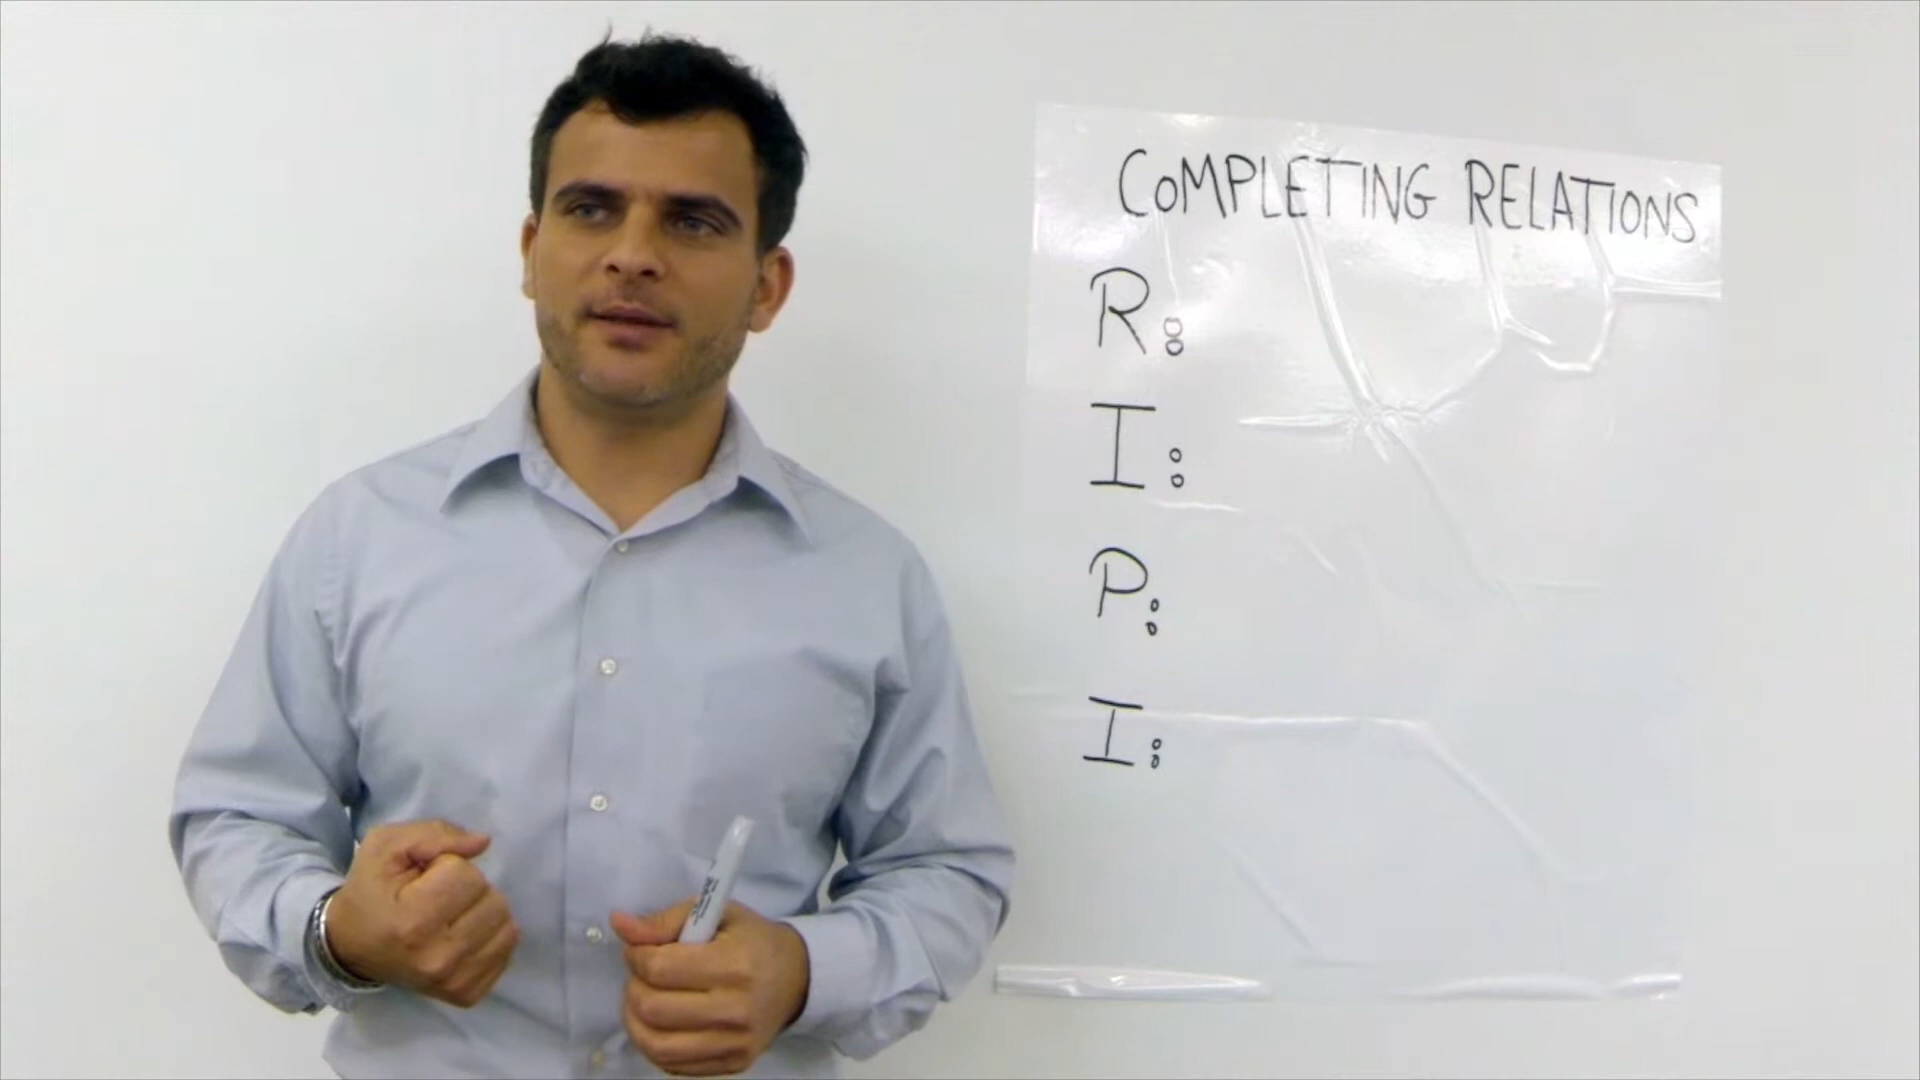 COMPLETING RELATIONS
R:
I:
P:
I: